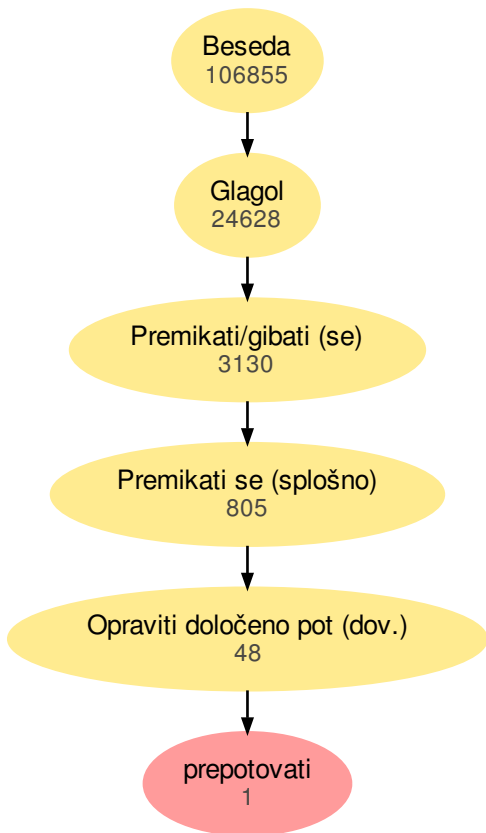 Beseda
106855
Glagol
24628
Premikati/gibati (se)
3130
Premikati se (splošno)
805
Opraviti določeno pot (dov.)
48
prepotovati
1